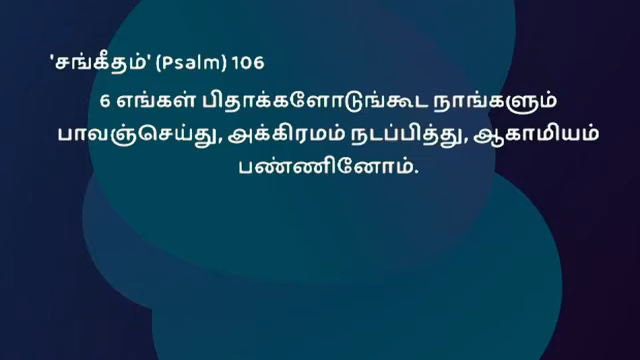 'சங்கீதம்' (Psalm) 106
6 எங்கள் பிதாக்களோடுங்கூட நாங்களும்
பாவஞ்செய்து, அக்கிரமம் நடப்பித்து, ஆகாமியம்
பண்ணினோம்.